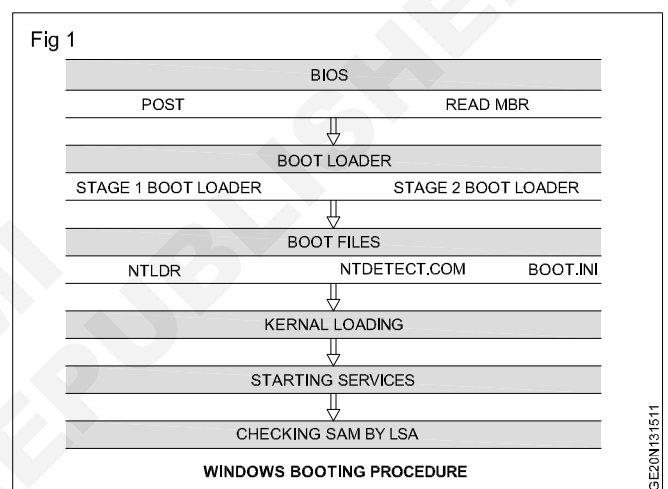 Fig 1
BIOS
POST READ MBR
BOOT LOADER
STAGE 1 BOOT LOADER STAGE 2 BOOT LOADER
BOOT FILES
NTLDR NTDETECT.COM BOOT.INI
KERNAL LOADING
STARTING SERVICES
CHECKING SAM BY LSA
WINDOWS BOOTING PROCEDURE
GE20N131511